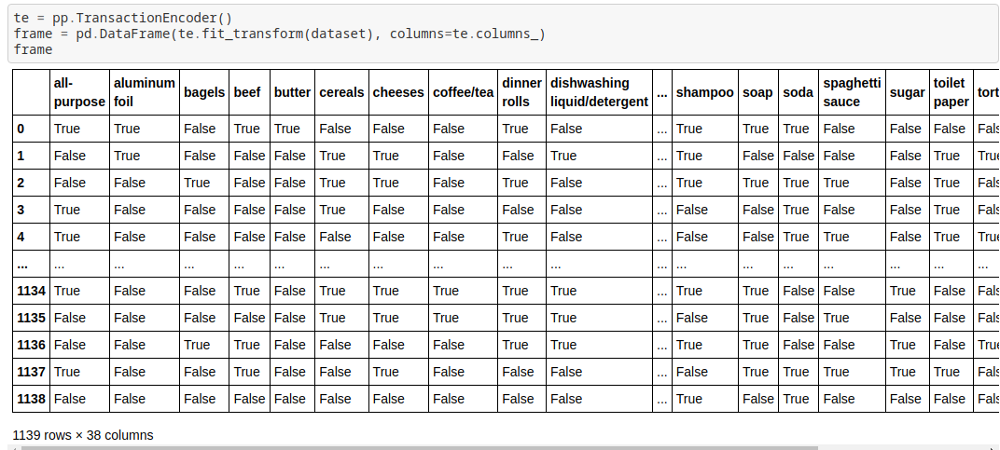 te = pp.TransactionEncoder()
frame = pd.DataFrame(te.fit_transform(dataset), columns=te.columns_)
frame
all-purpose aluminum foil bagels beef butter cereals cheeses coffee/tea dinner rolls dishwashing liquid/detergent ... shampoo soap soda spaghetti sauce sugar toilet paper tort
0 True True False True True False False False True False ... True True True False False False Fals
1 False True False False False True True False False True ... True False False False False True True
2 False False True False False True True False True False ... True True True True False True Fals
3 True False False False False True False False False False ... False False True False False True Fals
4 True False False False False False False False True False ... False False True True False True True
... ... ... ... ... ... ... ... ... ... ... ... ... ... ... ... ... ...
1134 True False False True False True True True True True ... True True False False True False Fals
1135 False False False False False True True True True True ... False True False True False False Fals
1136 False False True True False False False False True True ... True True False False True False True
1137 True False False True False False True False False False ... False True True True True True Fals
1138 False False False False False False False False False False ... True False True False False False Fals
1139 rows × 38 columns